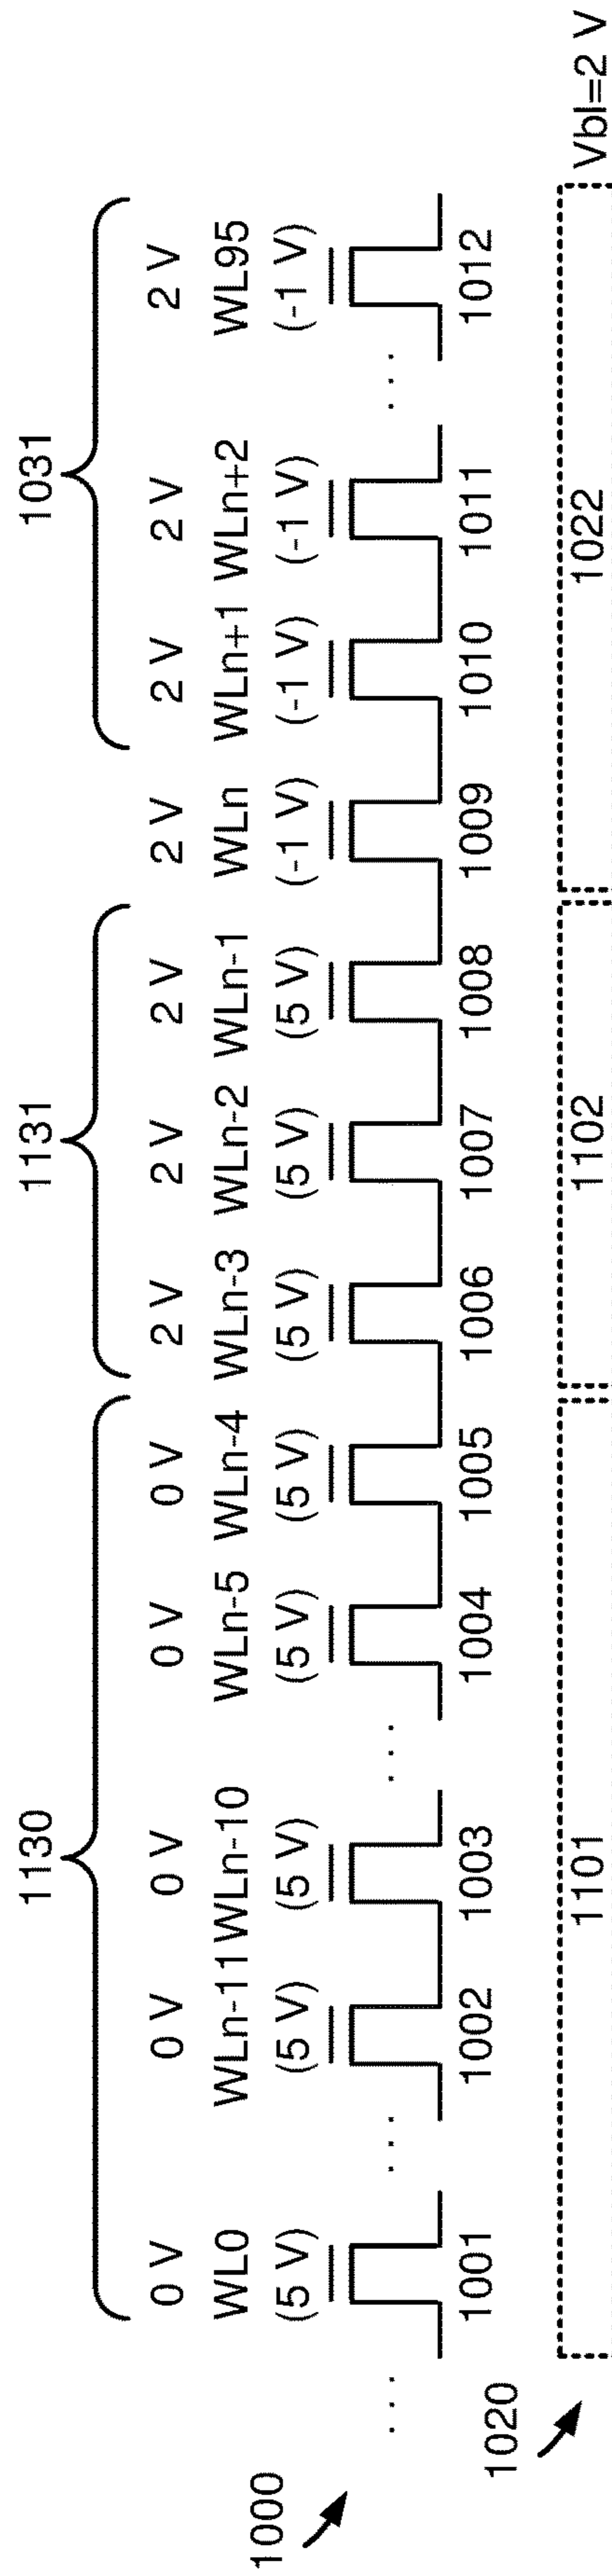 1130 1131 1031
0 V 0 V 0 V 0 V 0 V 2 V 2 V 2 V 2 V 2 V 2 V 2 V
WL0 WLn-11 WLn-10 WLn-5 WLn-4 WLn-3 WLn-2 WLn-1 WLn WLn+1 WLn+2 WL95
1000 (5 V) (5 V) (5 V) (5 V) (5 V) (5 V) (5 V) (5 V) (-1 V) (-1 V) (-1 V) (-1 V)
... ... ... ...
1001 1002 1003 1004 1005 1006 1007 1008 1009 1010 1011 1012
1020
1101 1102 1022 Vbl=2 V